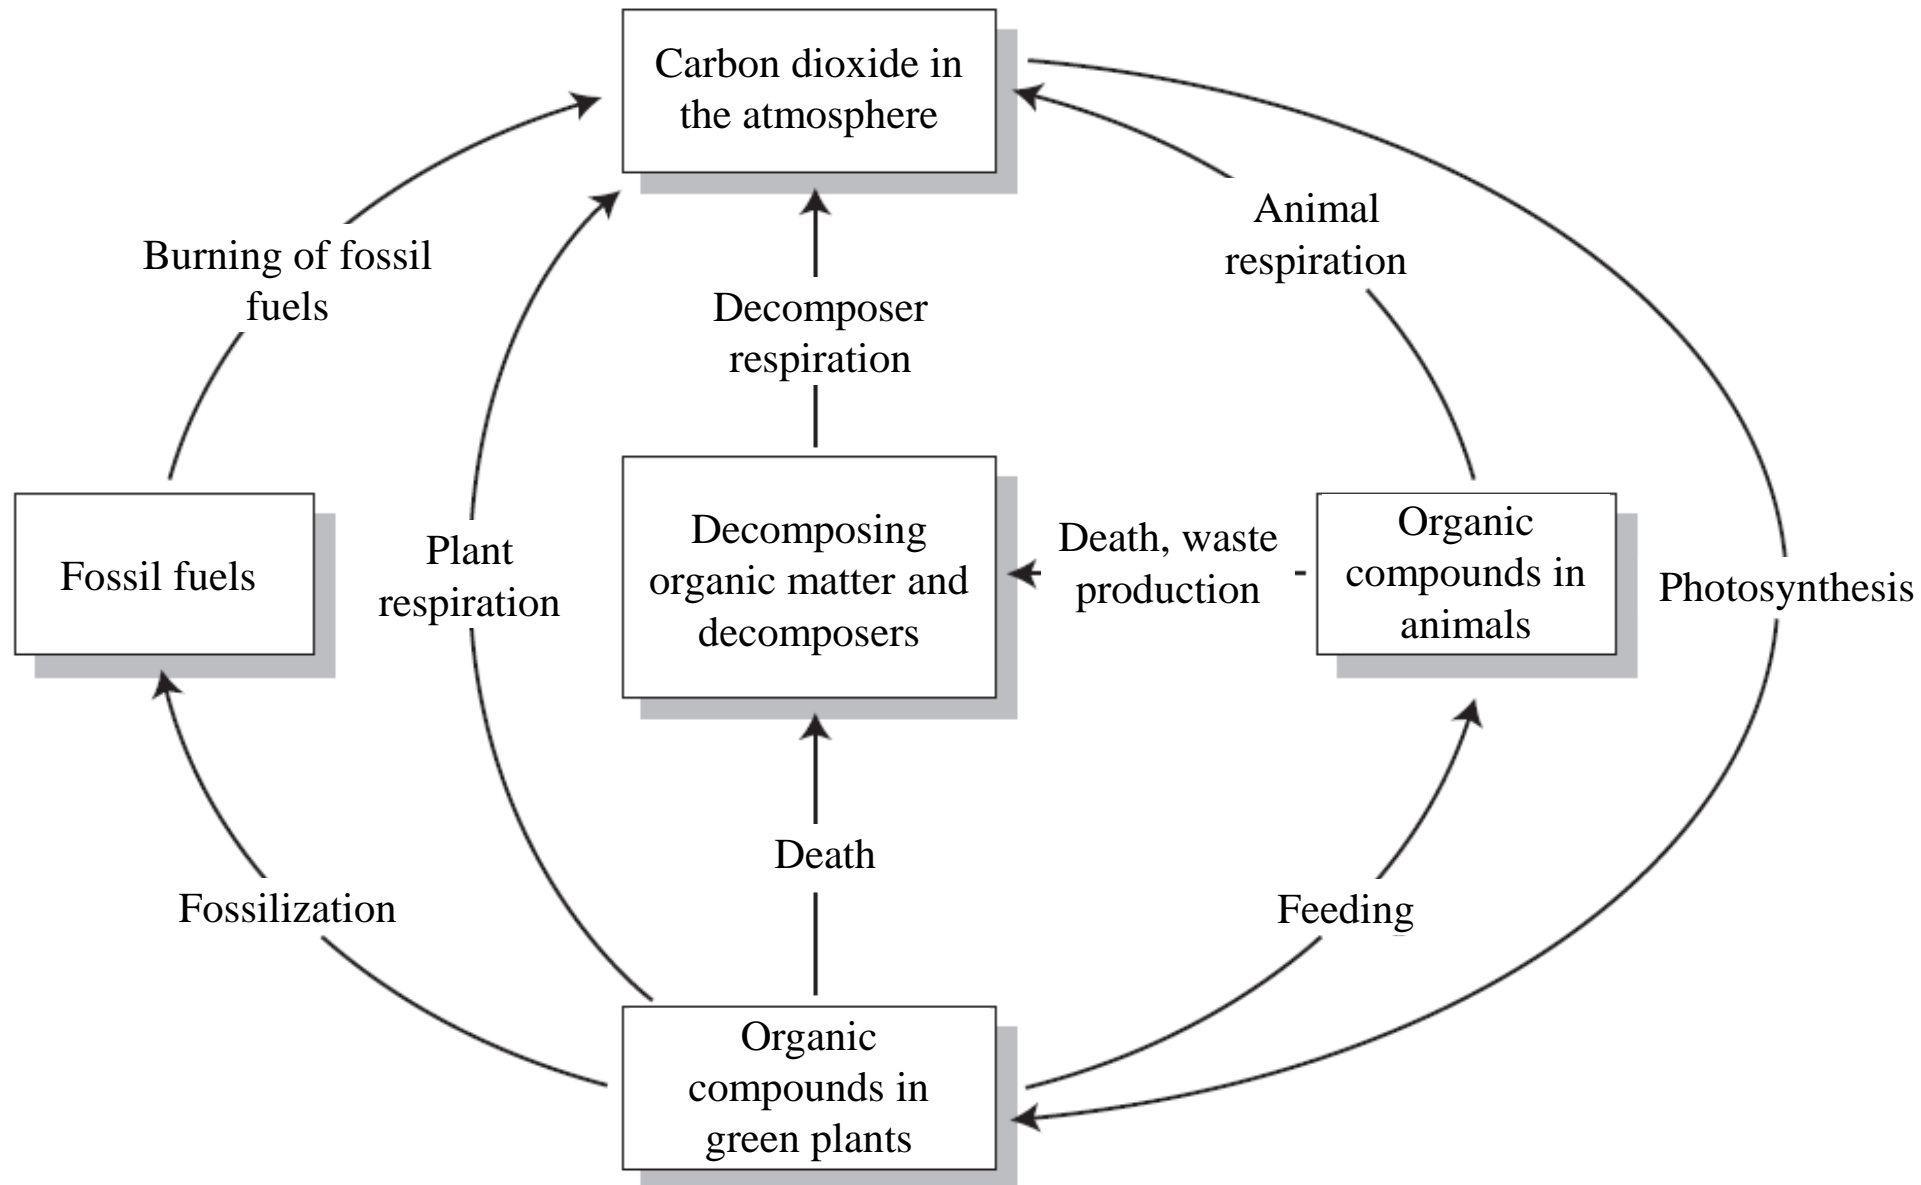 Carbon dioxide in
the atmosphere
Animal
respiration
Burning of fossil
fuels
Decomposer
respiration
Fossil fuels
Plant
respiration
Decomposing
organic matter and
decomposers
Death, waste
production
Organic
compounds in
animals
Photosynthesis
Death
Fossilization
Feeding
Organic
compounds in
green plants